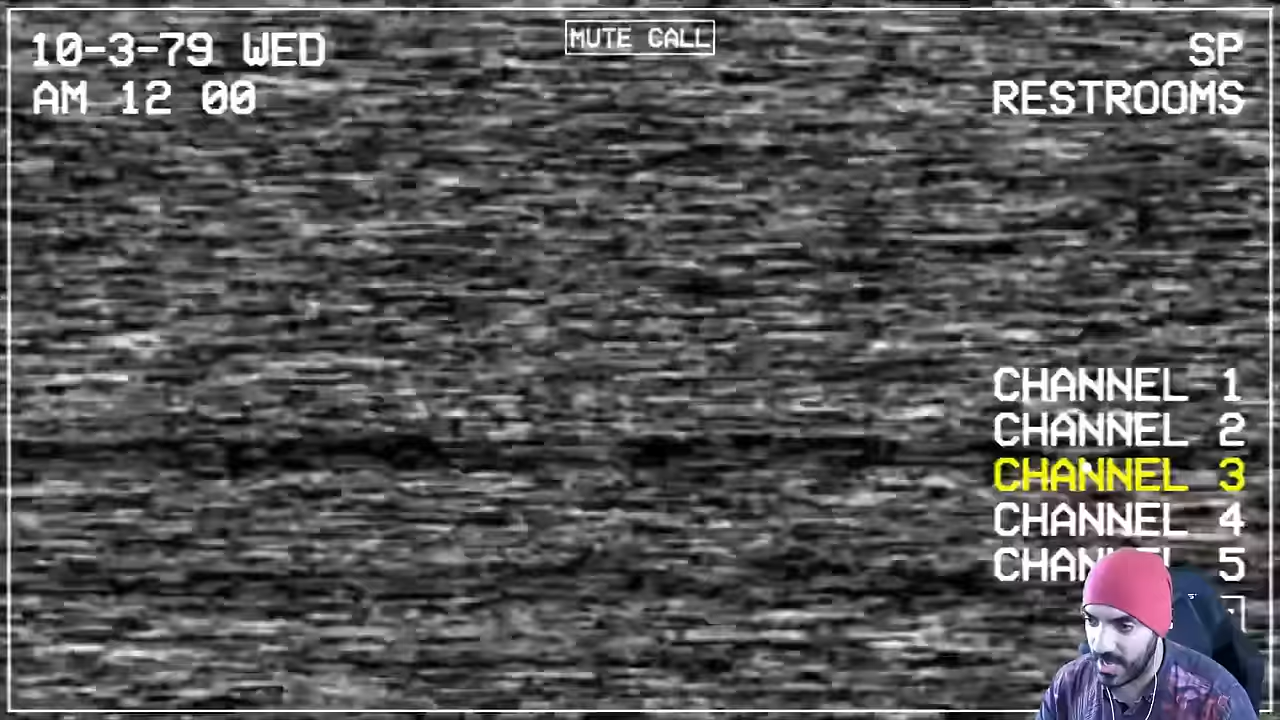 10-3-79 WED
AM 12 00
MUTE CALL
SP
RESTROOMS
CHANNEL 1
CHANNEL 2
CHANNEL 3
CHANNEL 4
5